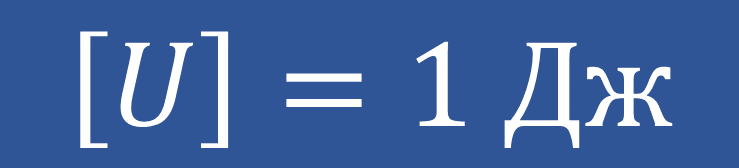 [U] = 1 Дж